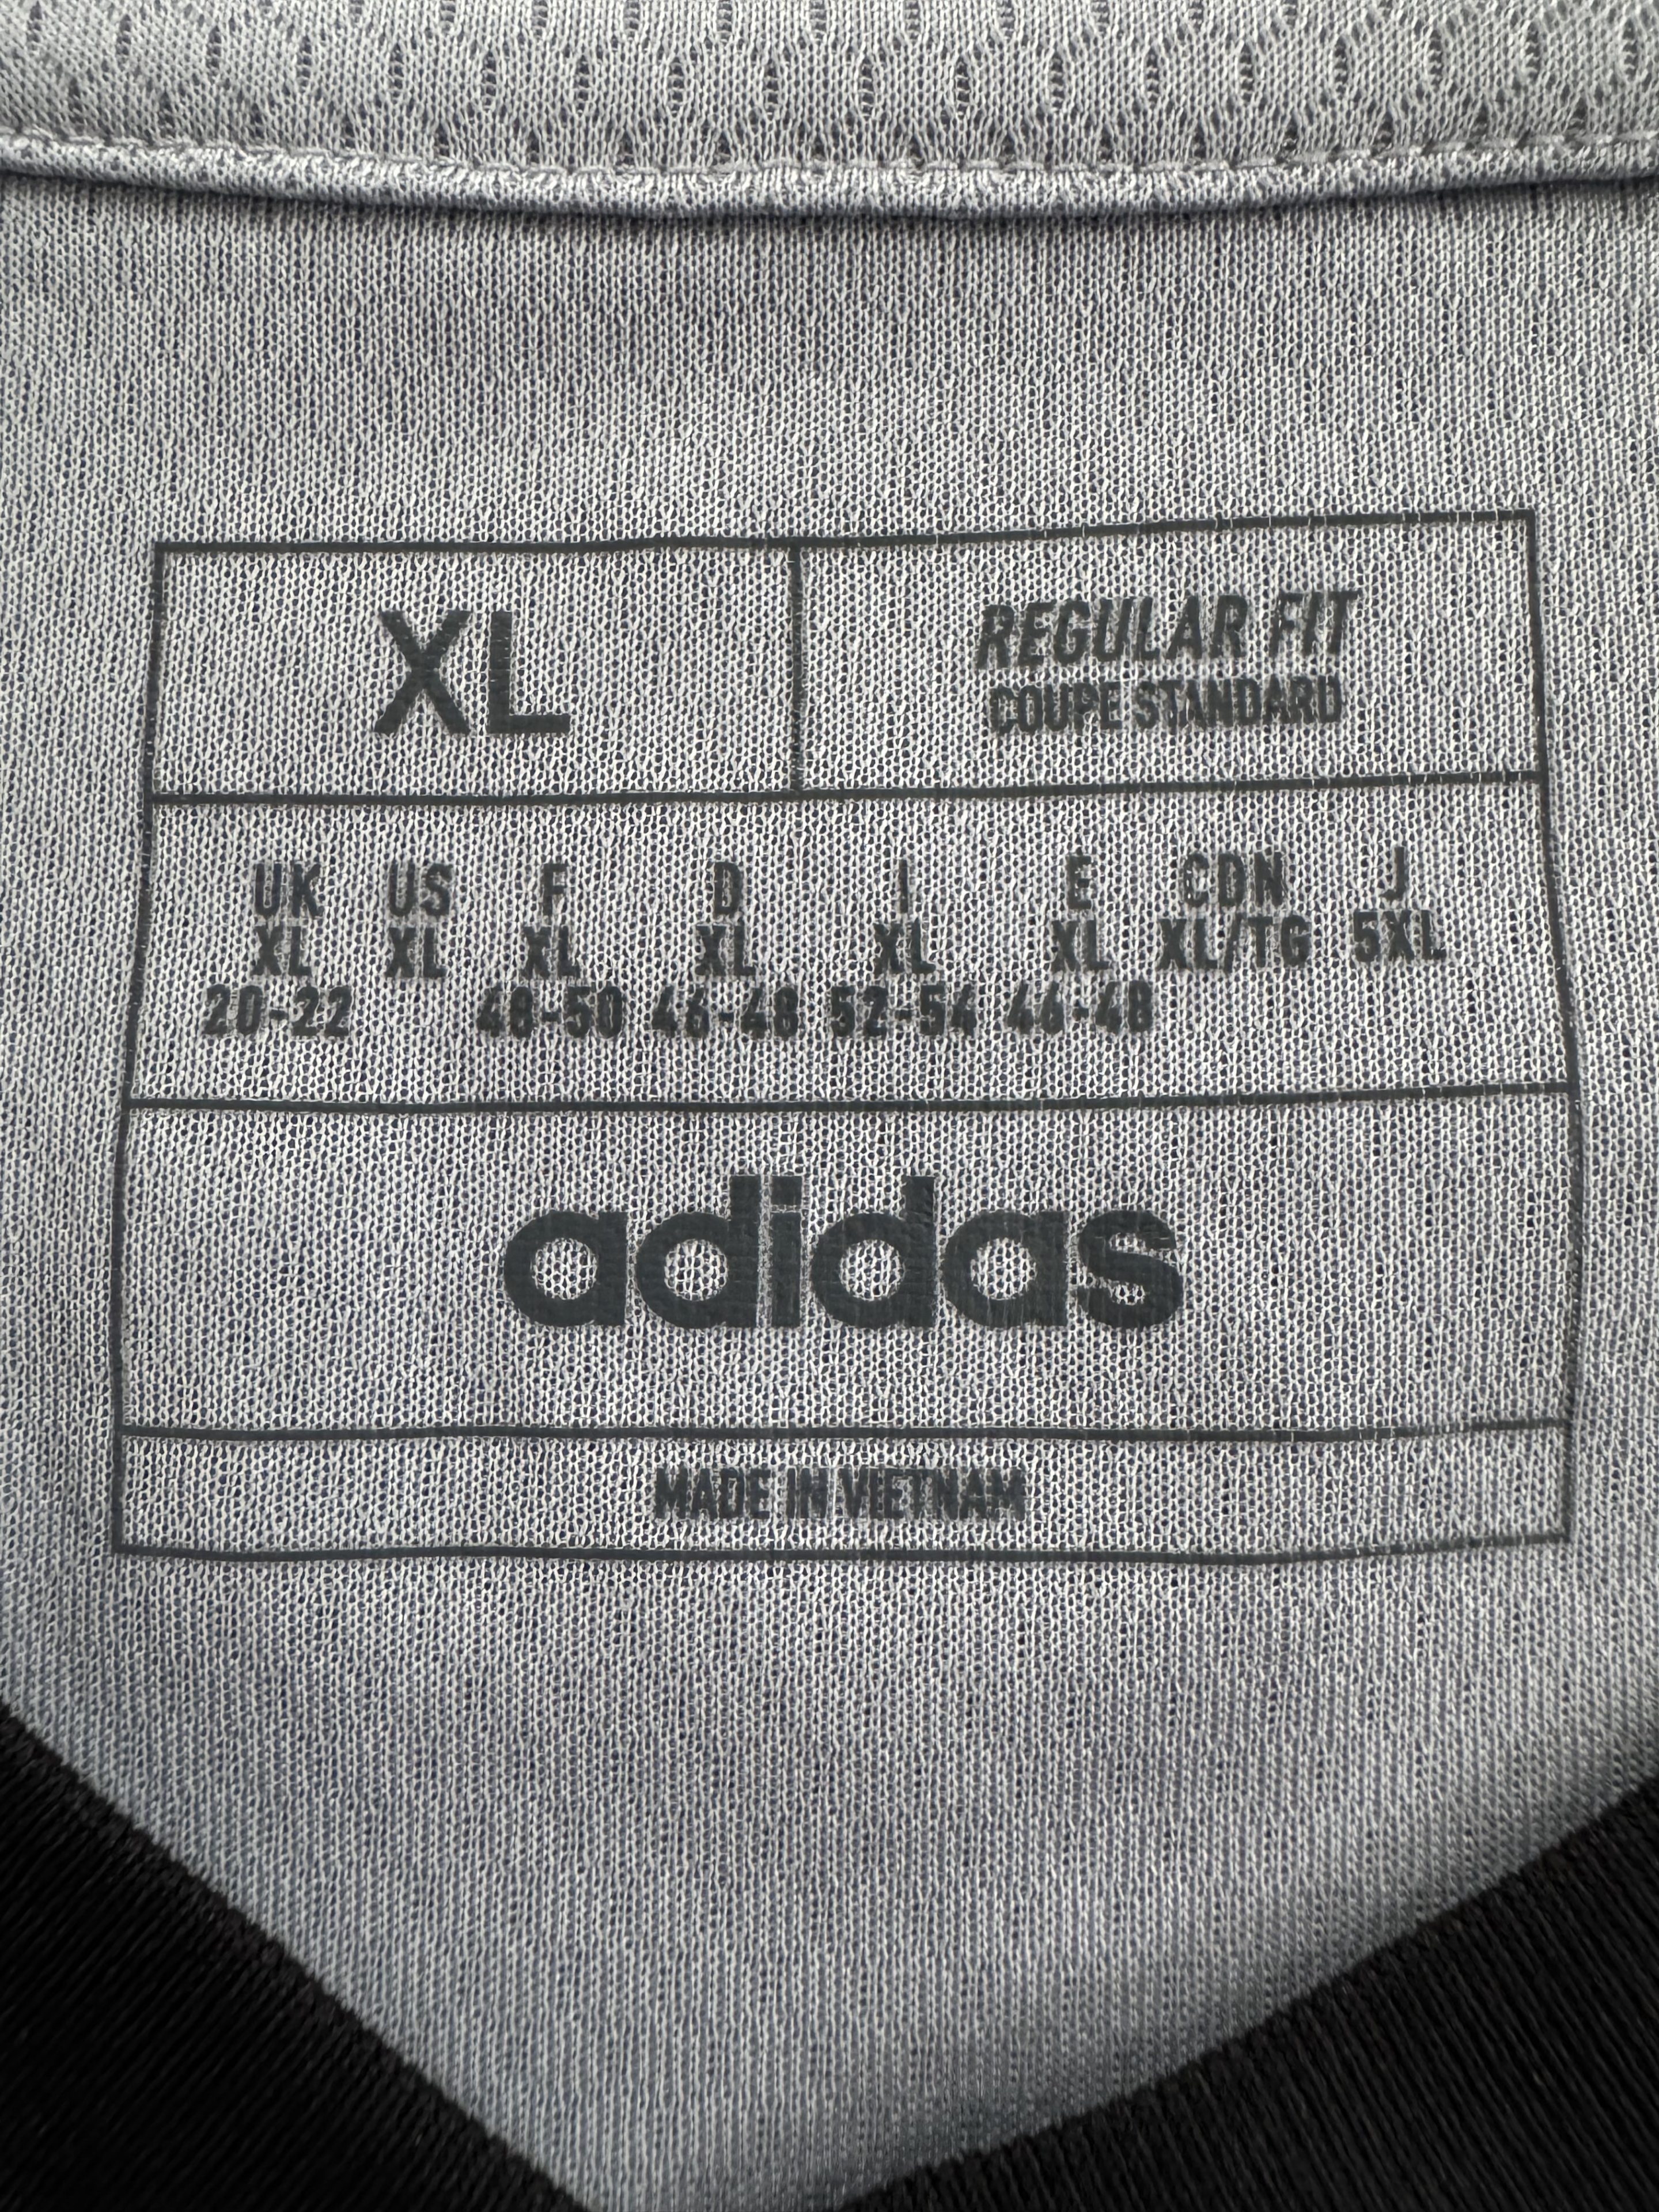 XL
REGULAR FIT
COUPE STANDARD
UK US F D I E CDN J
XL XL XL XL XL XL XL/TG 5XL
20-22 48-50 46-48 52-54 46-48
adidas
MADE IN VIETNAM